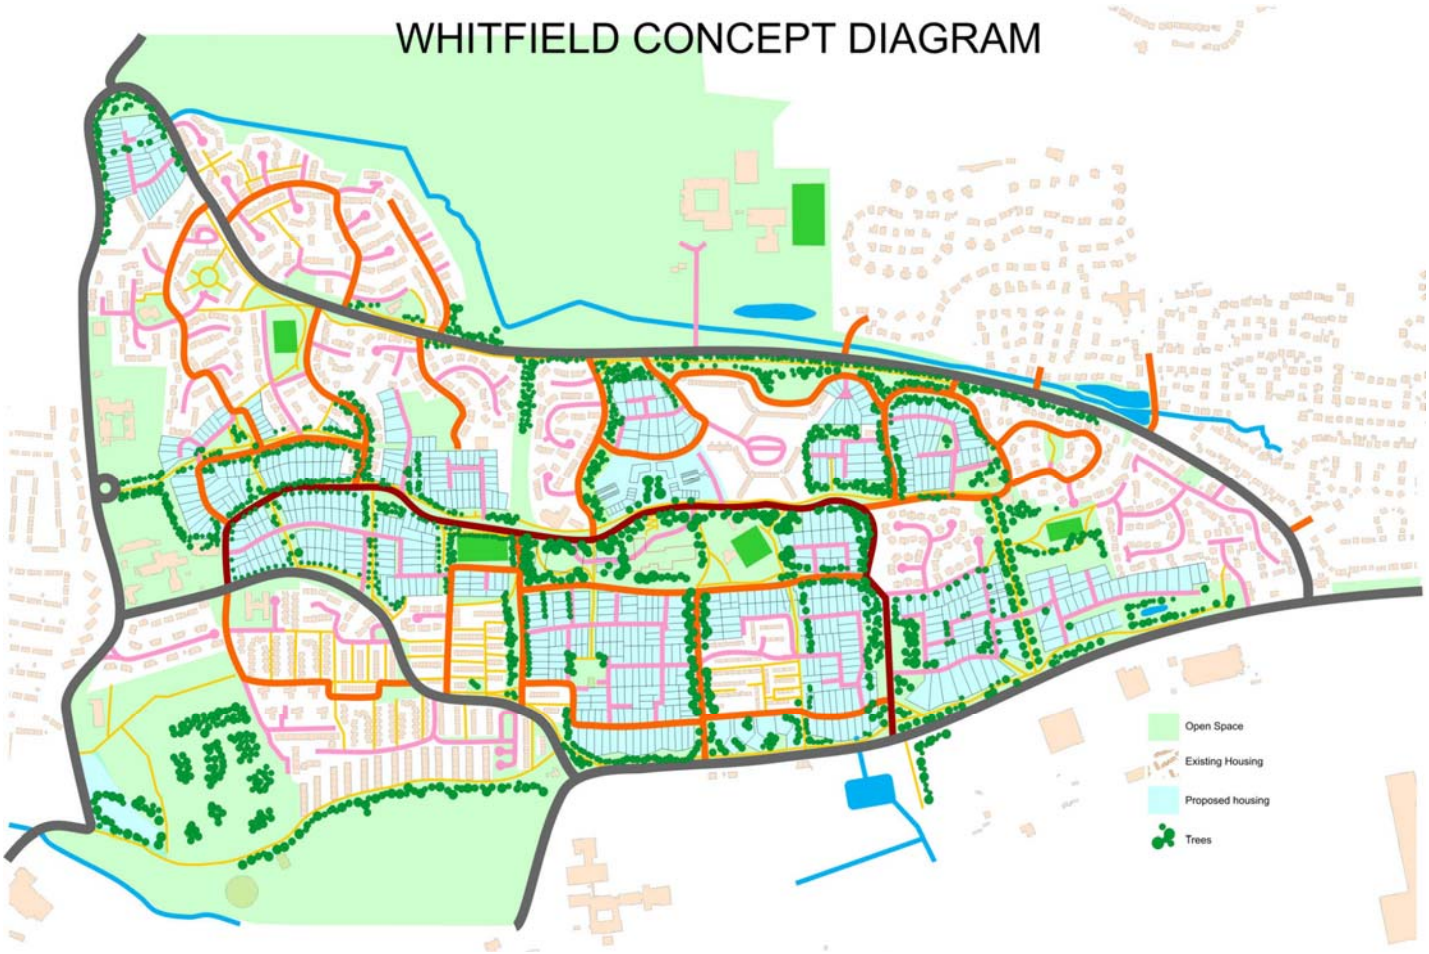 WHITFIELD CONCEPT DIAGRAM
Open Space
Existing Housing
Proposed housing
Trees